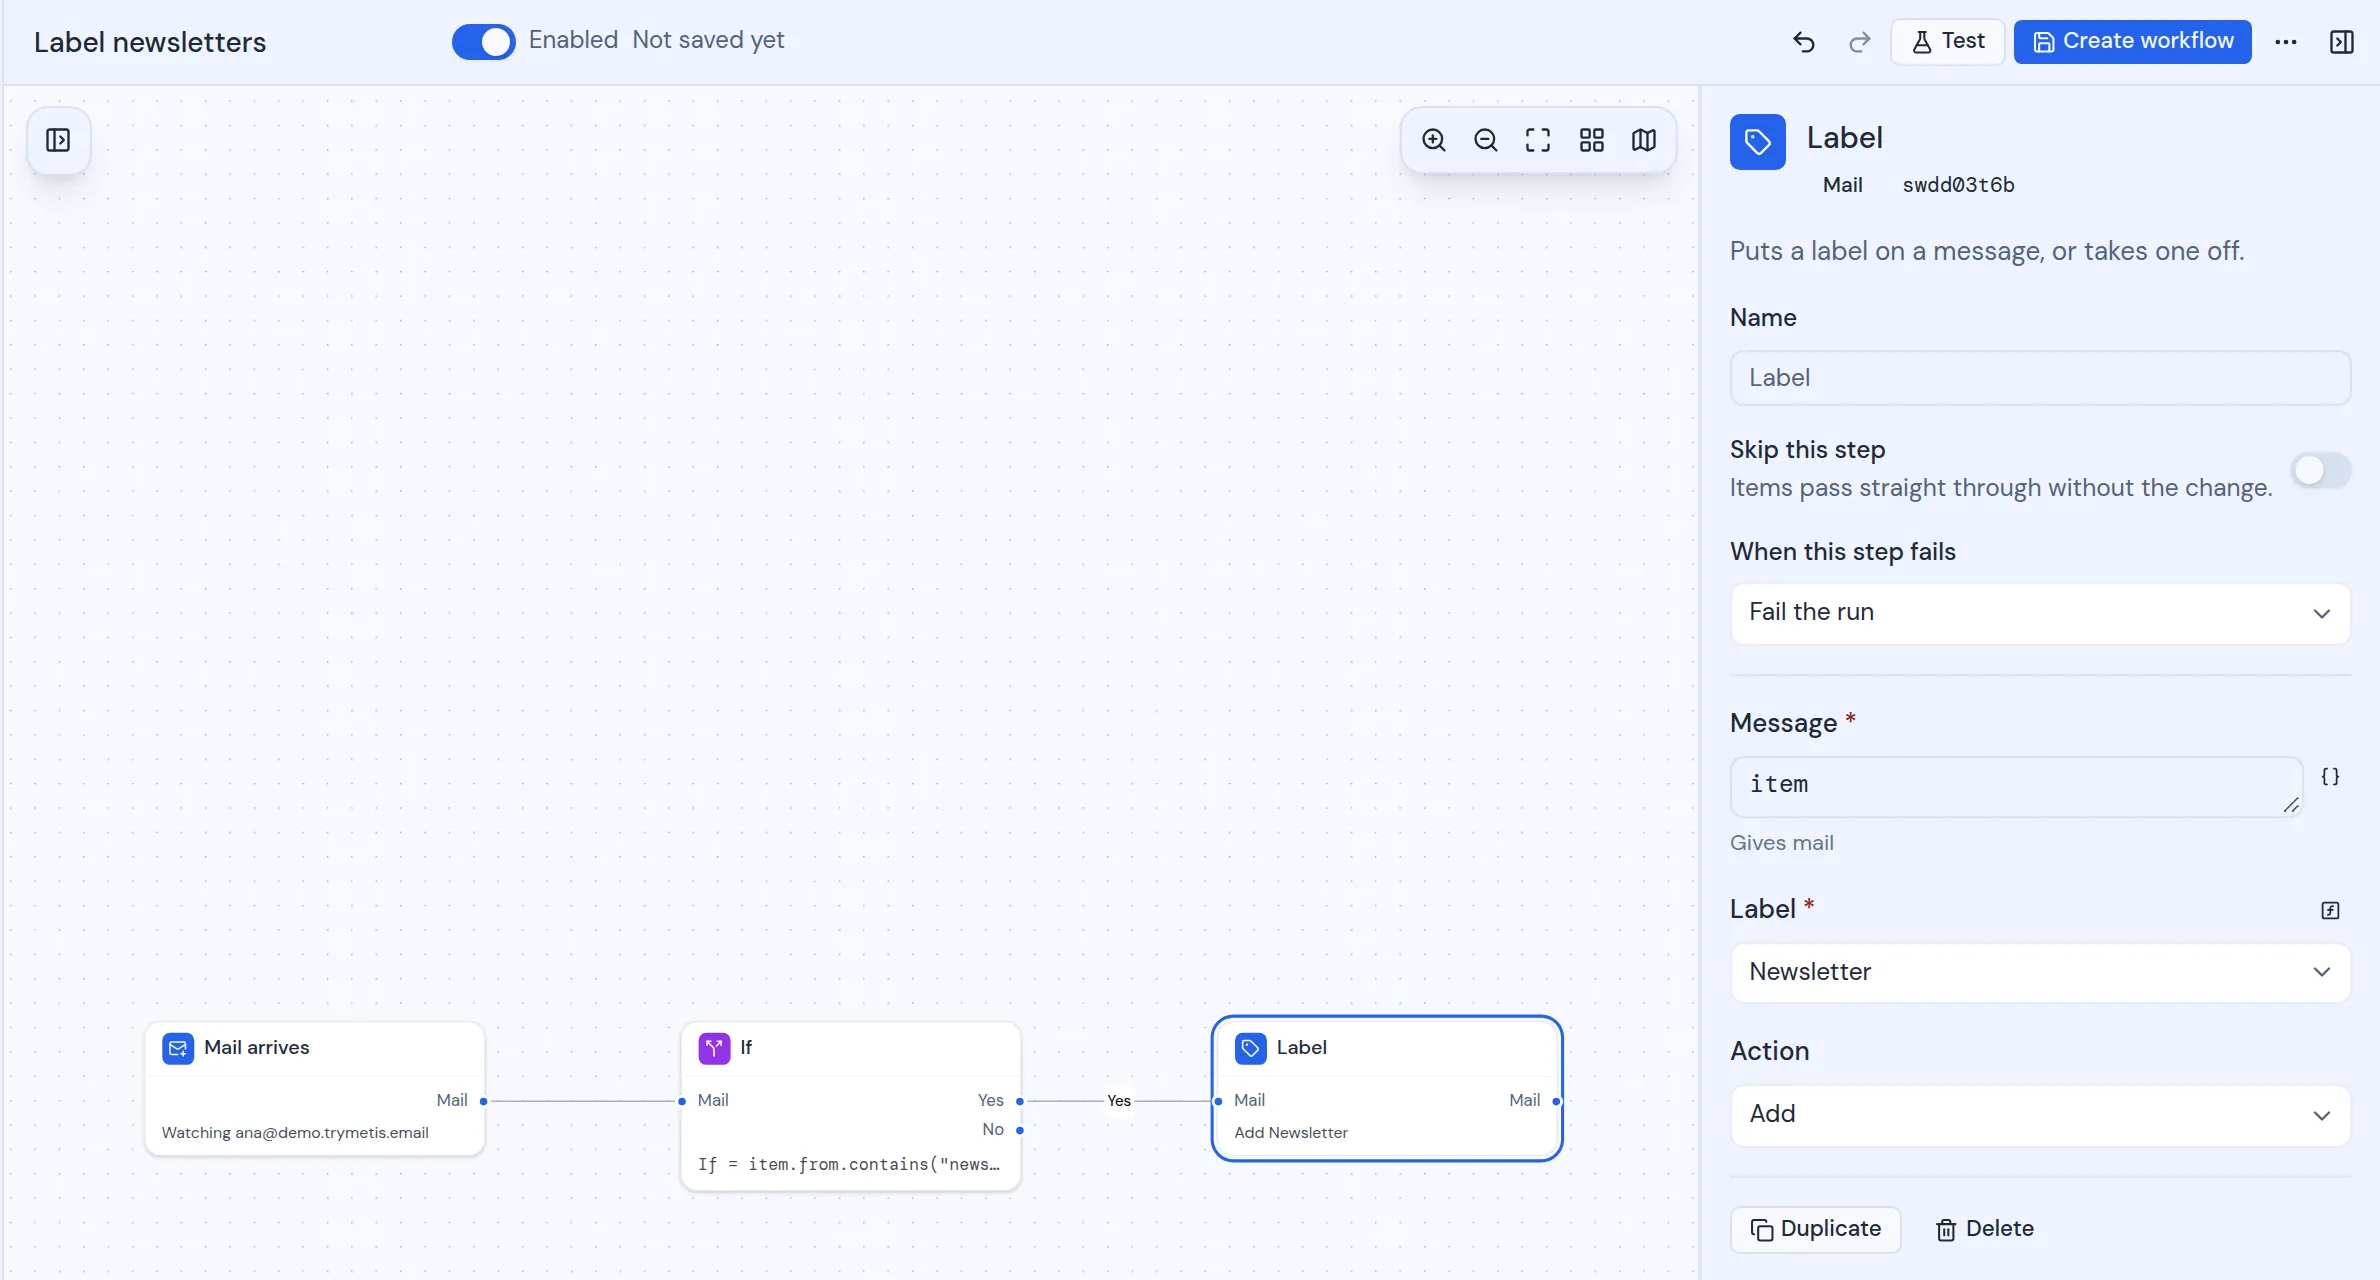 Label newsletters
Enabled Not saved yet
Test
Create workflow
Label
Mail swdd03t6b
Puts a label on a message, or takes one off.
Name
Label
Skip this step
Items pass straight through without the change.
When this step fails
Fail the run
Message *
item
{}
Gives mail
Label *
Newsletter
Action
Add
Duplicate
Delete
Mail arrives
Mail
Watching ana@demo.trymetis.email
If
Mail Yes
No
If = item.from.contains("news…
Yes
Label
Mail Mail
Add Newsletter